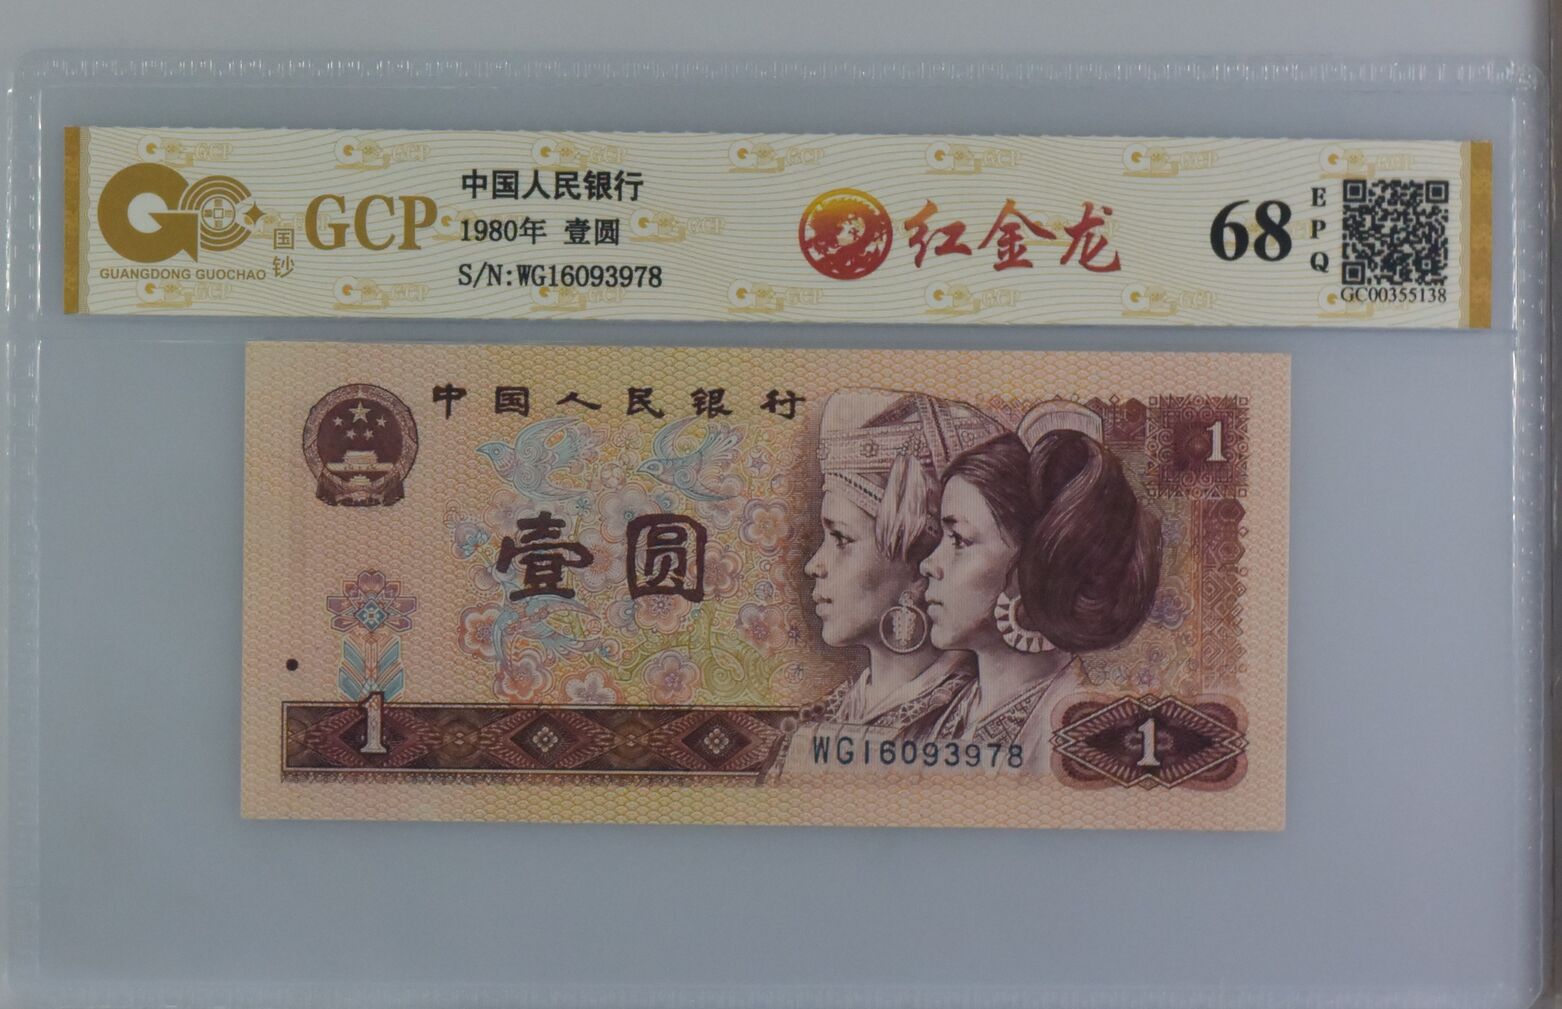 GUANGDONG GUOCHAO
国钞
GCP
中国人民银行
1980年 壹圆
S/N:WG16093978
红金龙
68
EPQ
GC00355138
中国人民银行
1
壹圆
1
WG16093978
1